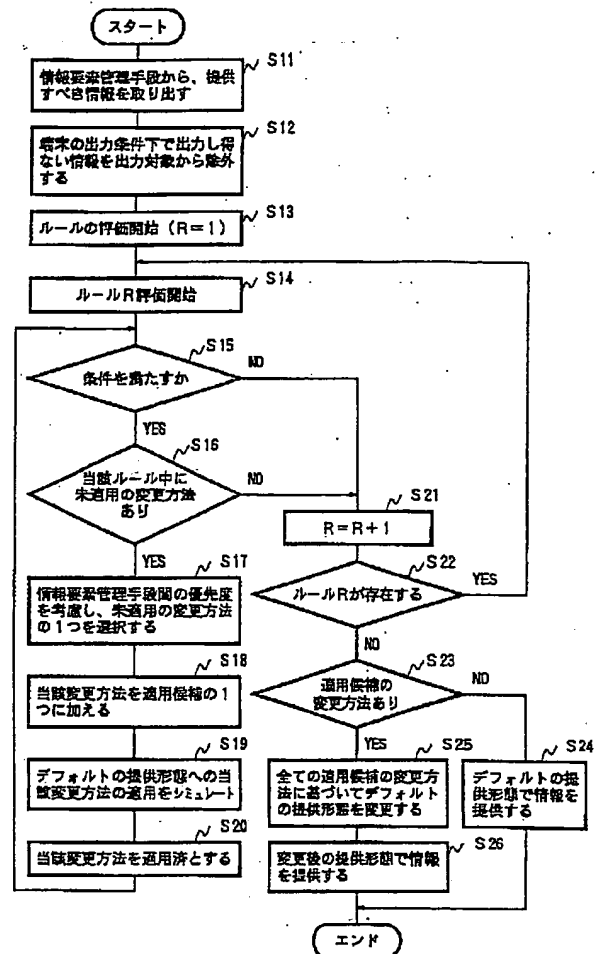 スタート
S11
情報要素管理手段から、提供
すべき情報を取り出す
S12
端末の出力条件下で出力し得
ない情報を出力対象から除外
する
S13
ルールの評価開始（R＝1）
S14
ルールR評価開始
S15
条件を満たすか
NO
YES
S16
当該ルール中に
未適用の変更方法
あり
NO
YES
S17
情報要素管理手段間の優先度
を考慮し、未適用の変更方法
の1つを選択する
S18
当該変更方法を適用候補の1
つに加える
S19
デフォルトの提供形態への当
該変更方法の適用をシミュレート
S20
当該変更方法を適用済とする
S21
R＝R＋1
S22
ルールRが存在する
YES
NO
S23
適用候補の
変更方法あり
NO
YES
S24
デフォルトの提
供形態で情報を
提供する
S25
全ての適用候補の変更方
法に基づいてデフォルト
の提供形態を変更する
S26
変更後の提供形態で情報
を提供する
エンド